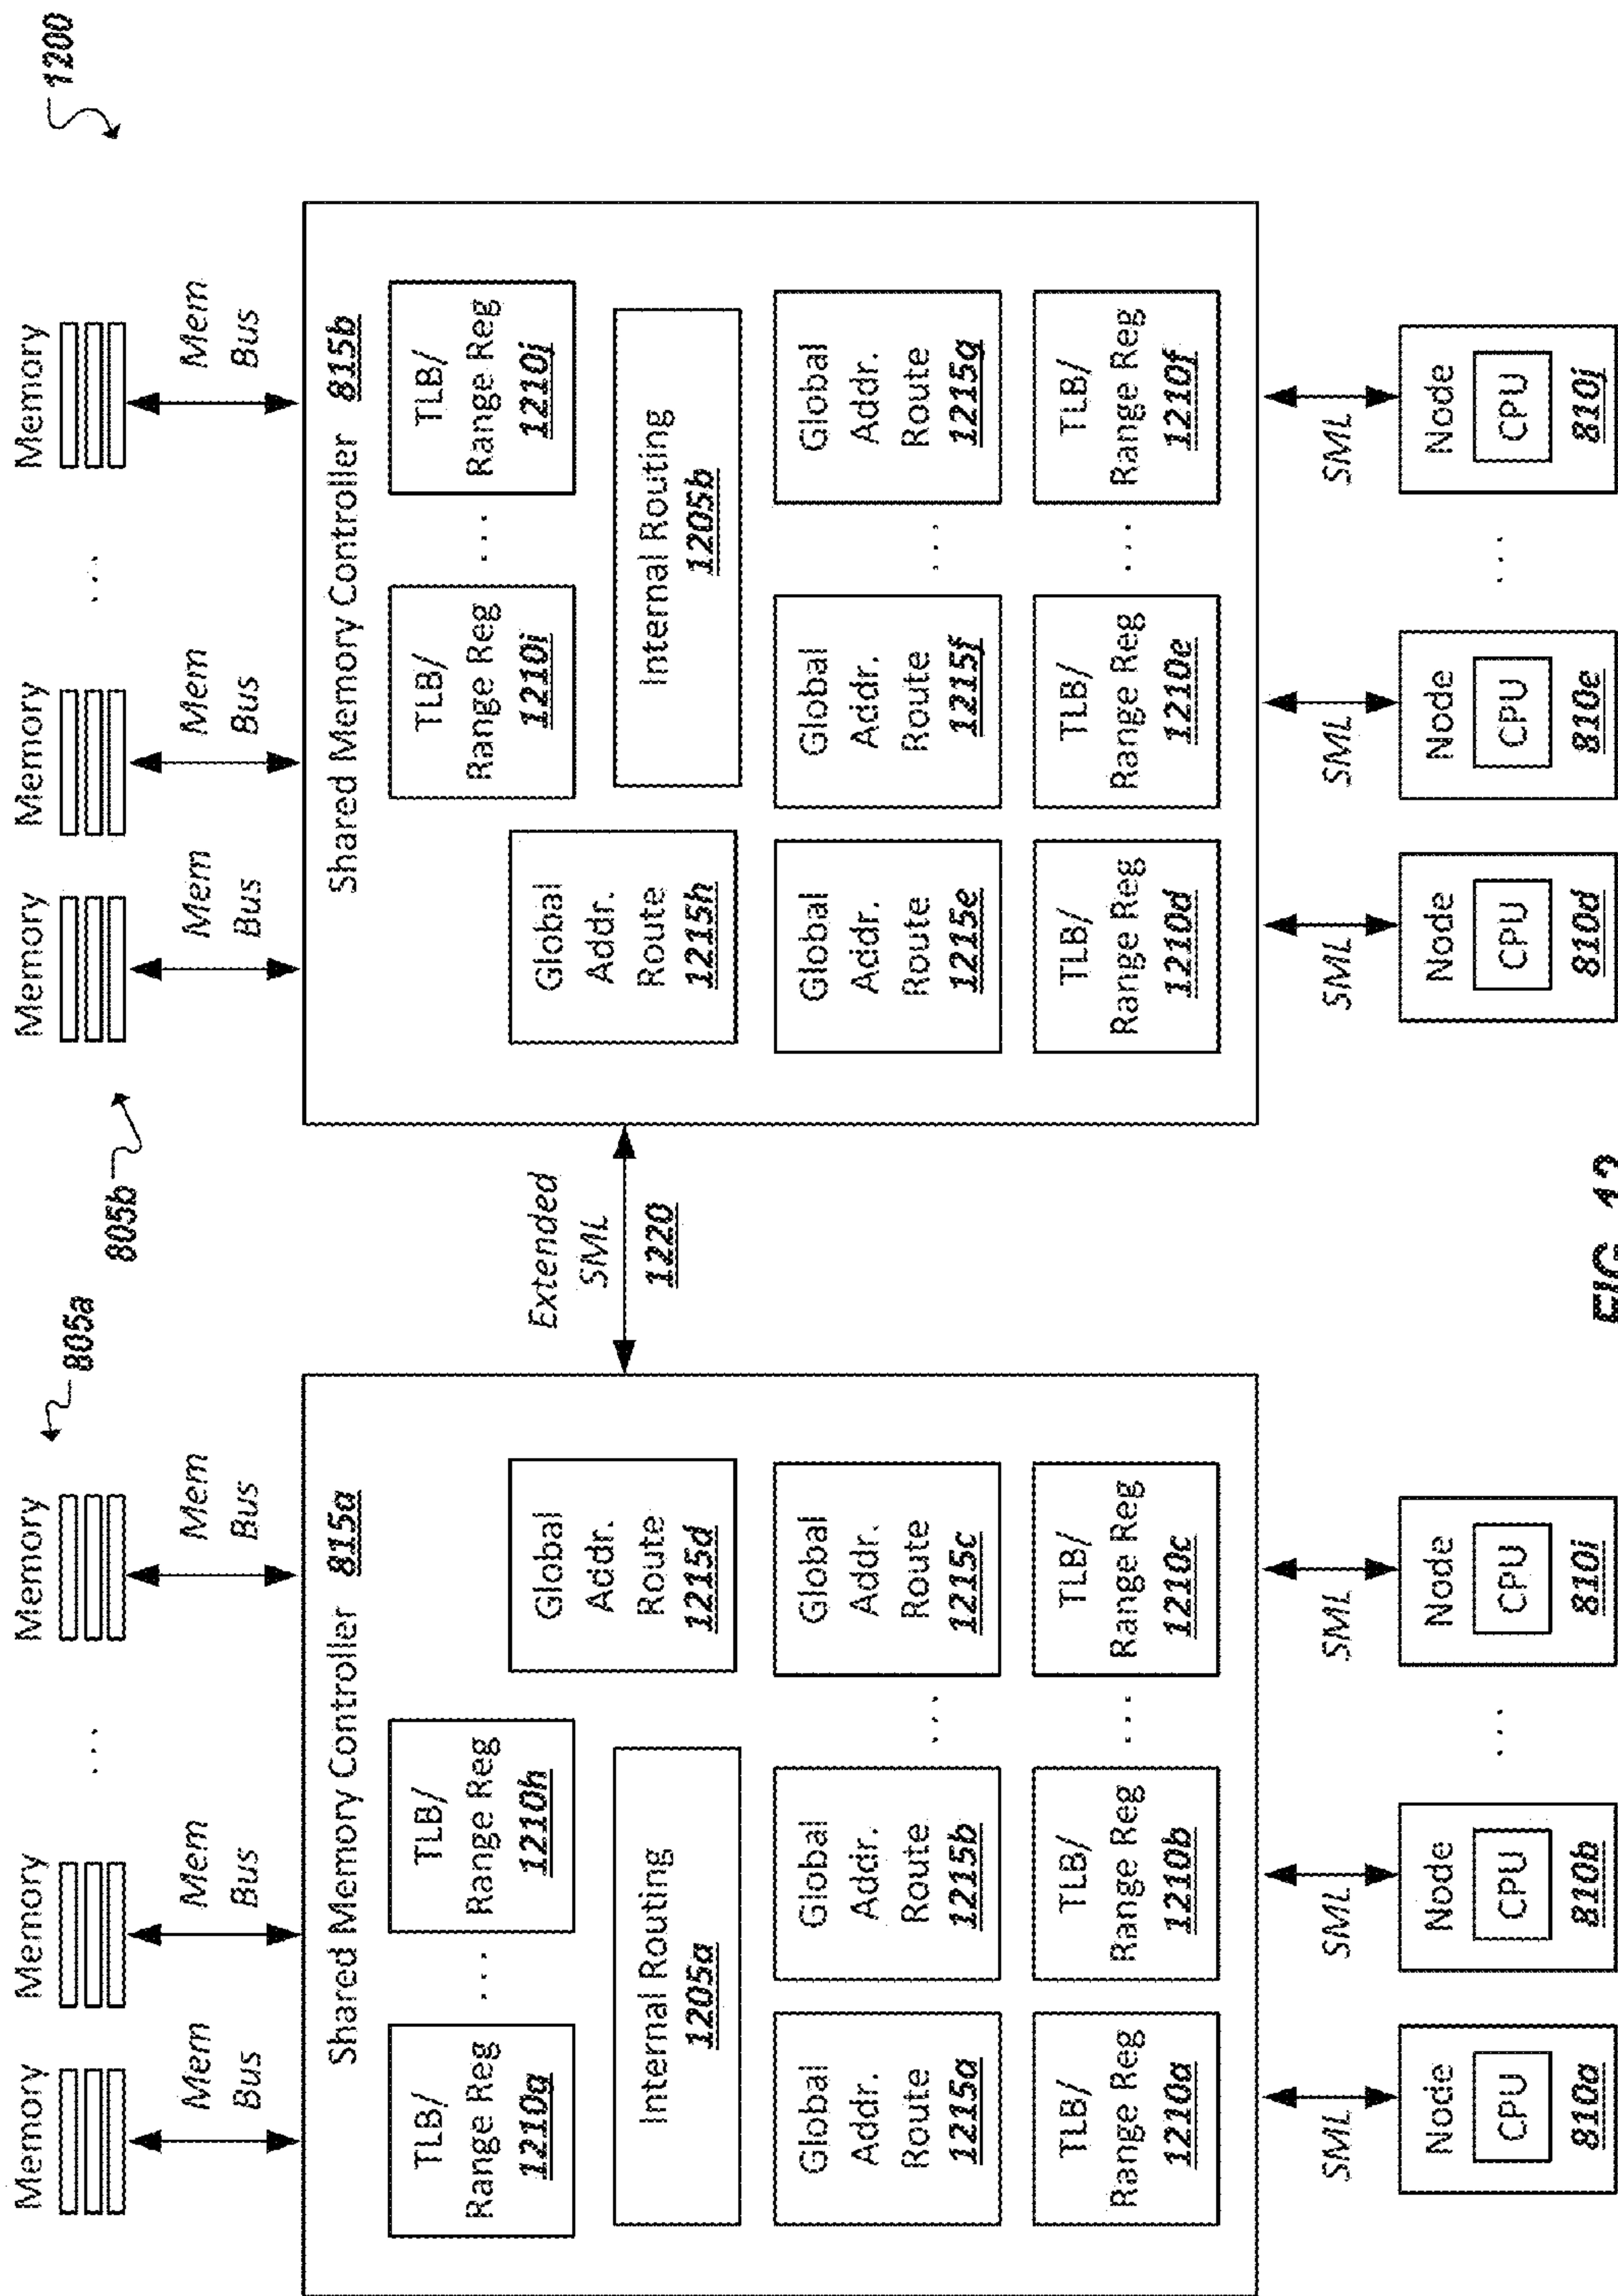 1200
805a
805b
Memory
Memory
...
Memory
Memory
Memory
...
Memory
Mem
Bus
Mem
Bus
Mem
Bus
Mem
Bus
Mem
Bus
Mem
Bus
Shared Memory Controller 815a
TLB/
Range Reg
1210g
...
TLB/
Range Reg
1210h
Internal Routing
1205a
Global
Addr.
Route
1215d
Global
Addr.
Route
1215a
Global
Addr.
Route
1215b
...
Global
Addr.
Route
1215c
TLB/
Range Reg
1210a
TLB/
Range Reg
1210b
...
TLB/
Range Reg
1210c
Extended
SML
1220
Shared Memory Controller 815b
TLB/
Range Reg
1210i
...
TLB/
Range Reg
1210j
Global
Addr.
Route
1215h
Internal Routing
1205b
Global
Addr.
Route
1215e
Global
Addr.
Route
1215f
...
Global
Addr.
Route
1215g
TLB/
Range Reg
1210d
TLB/
Range Reg
1210e
...
TLB/
Range Reg
1210f
SML
SML
SML
SML
SML
SML
Node
CPU
810a
Node
CPU
810b
...
Node
CPU
810i
Node
CPU
810d
Node
CPU
810e
...
Node
CPU
810j
FIG. 12